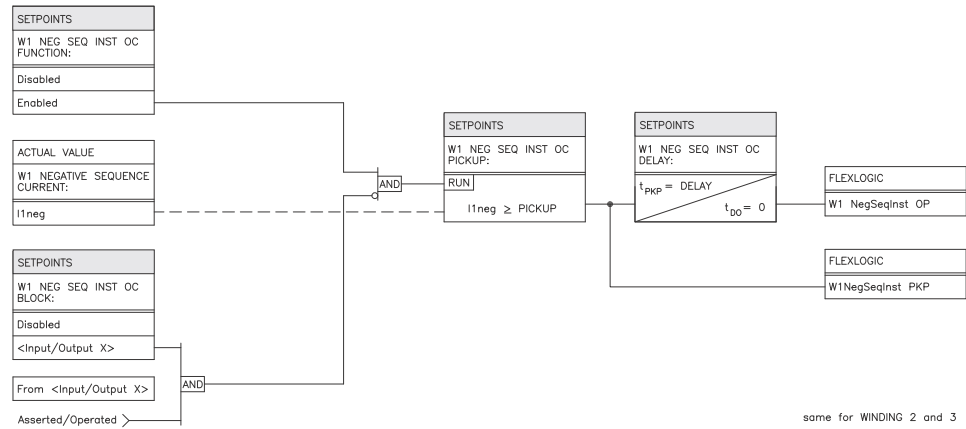 SETPOINTS
W1 NEG SEQ INST OC
FUNCTION:
Disabled
Enabled
ACTUAL VALUE
W1 NEGATIVE SEQUENCE
CURRENT:
I1neg
SETPOINTS
W1 NEG SEQ INST OC
BLOCK:
Disabled
<Input/Output X>
From <Input/Output X>
Asserted/Operated
AND
AND
SETPOINTS
W1 NEG SEQ INST OC
PICKUP:
RUN
I1neg ≥ PICKUP
SETPOINTS
W1 NEG SEQ INST OC
DELAY:
tPKP = DELAY
tDO = 0
FLEXLOGIC
W1 NegSeqInst OP
FLEXLOGIC
W1NegSeqInst PKP
same for WINDING 2 and 3